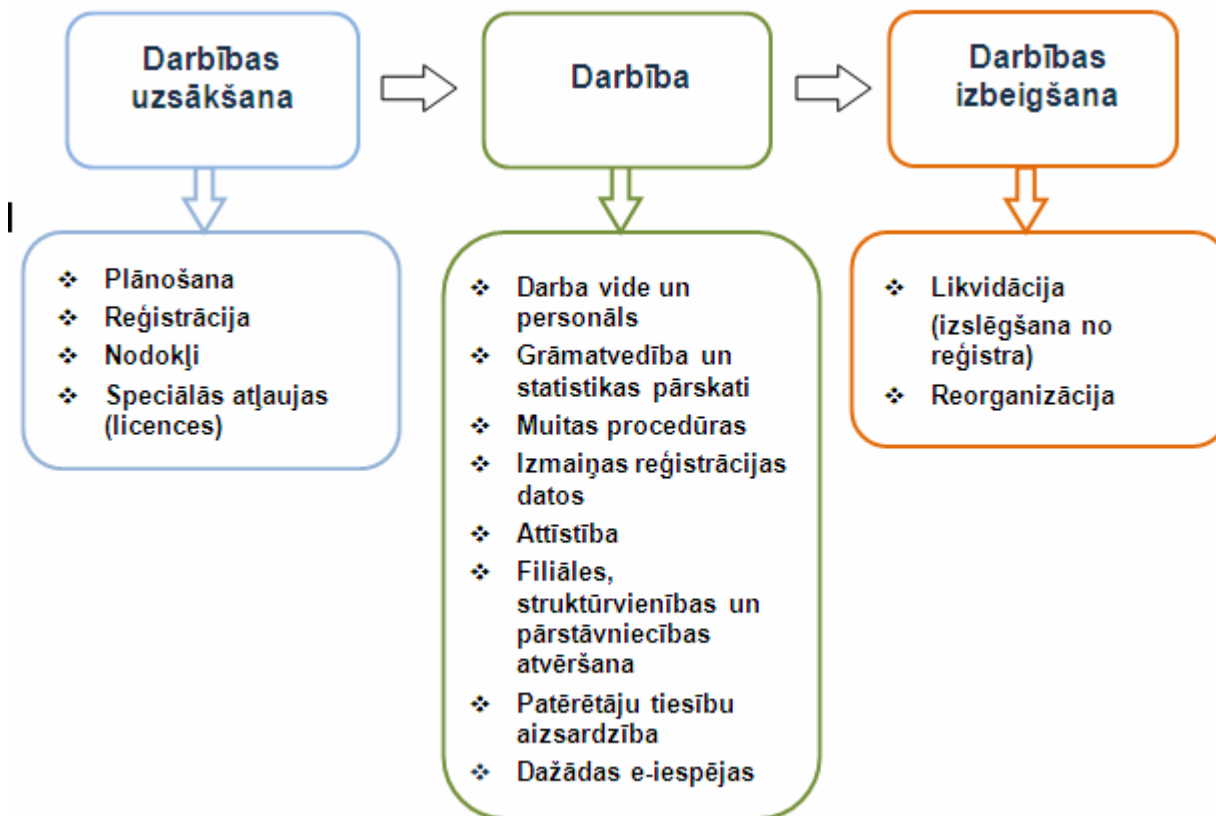 Darbības
uzsākšana
Darbība
Darbības
izbeigšana
❖ Plānošana
❖ Reģistrācija
❖ Nodokļi
❖ Speciālās atļaujas
(licences)
❖ Darba vide un
personāls
❖ Grāmatvedība un
statistikas pārskati
❖ Muitas procedūras
❖ Izmaiņas reģistrācijas
datos
❖ Attīstība
❖ Filiāles,
struktūrvienības un
pārstāvniecības
atvēršana
❖ Patērētāju tiesību
aizsardzība
❖ Dažādas e-iespējas
❖ Likvidācija
(izslēgšana no
reģistra)
❖ Reorganizācija